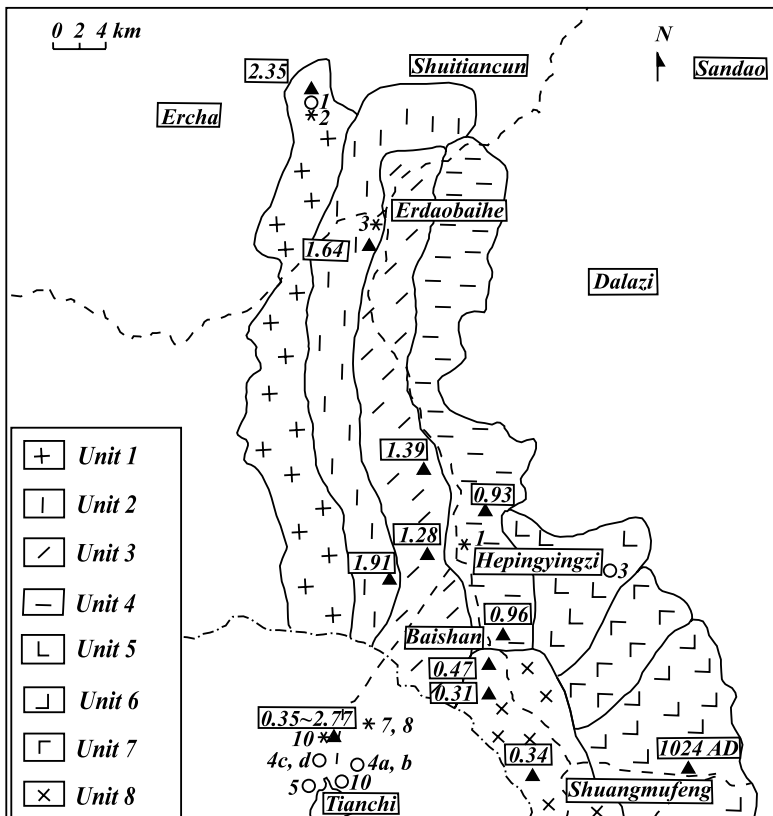 0 2 4 km
N
2.35
Shuitiancun
Sandao
1
2
Ercha
3
Erdaobaihe
1.64
Dalazi
Unit 1
Unit 2
Unit 3
Unit 4
Unit 5
Unit 6
Unit 7
Unit 8
1.39
0.93
1
1.28
Hepingyingzi
3
1.91
0.96
Baishan
0.47
0.31
0.35~2.77
7, 8
10
4c, d
4a, b
5
10
Tianchi
0.34
1024 AD
Shuangmufeng